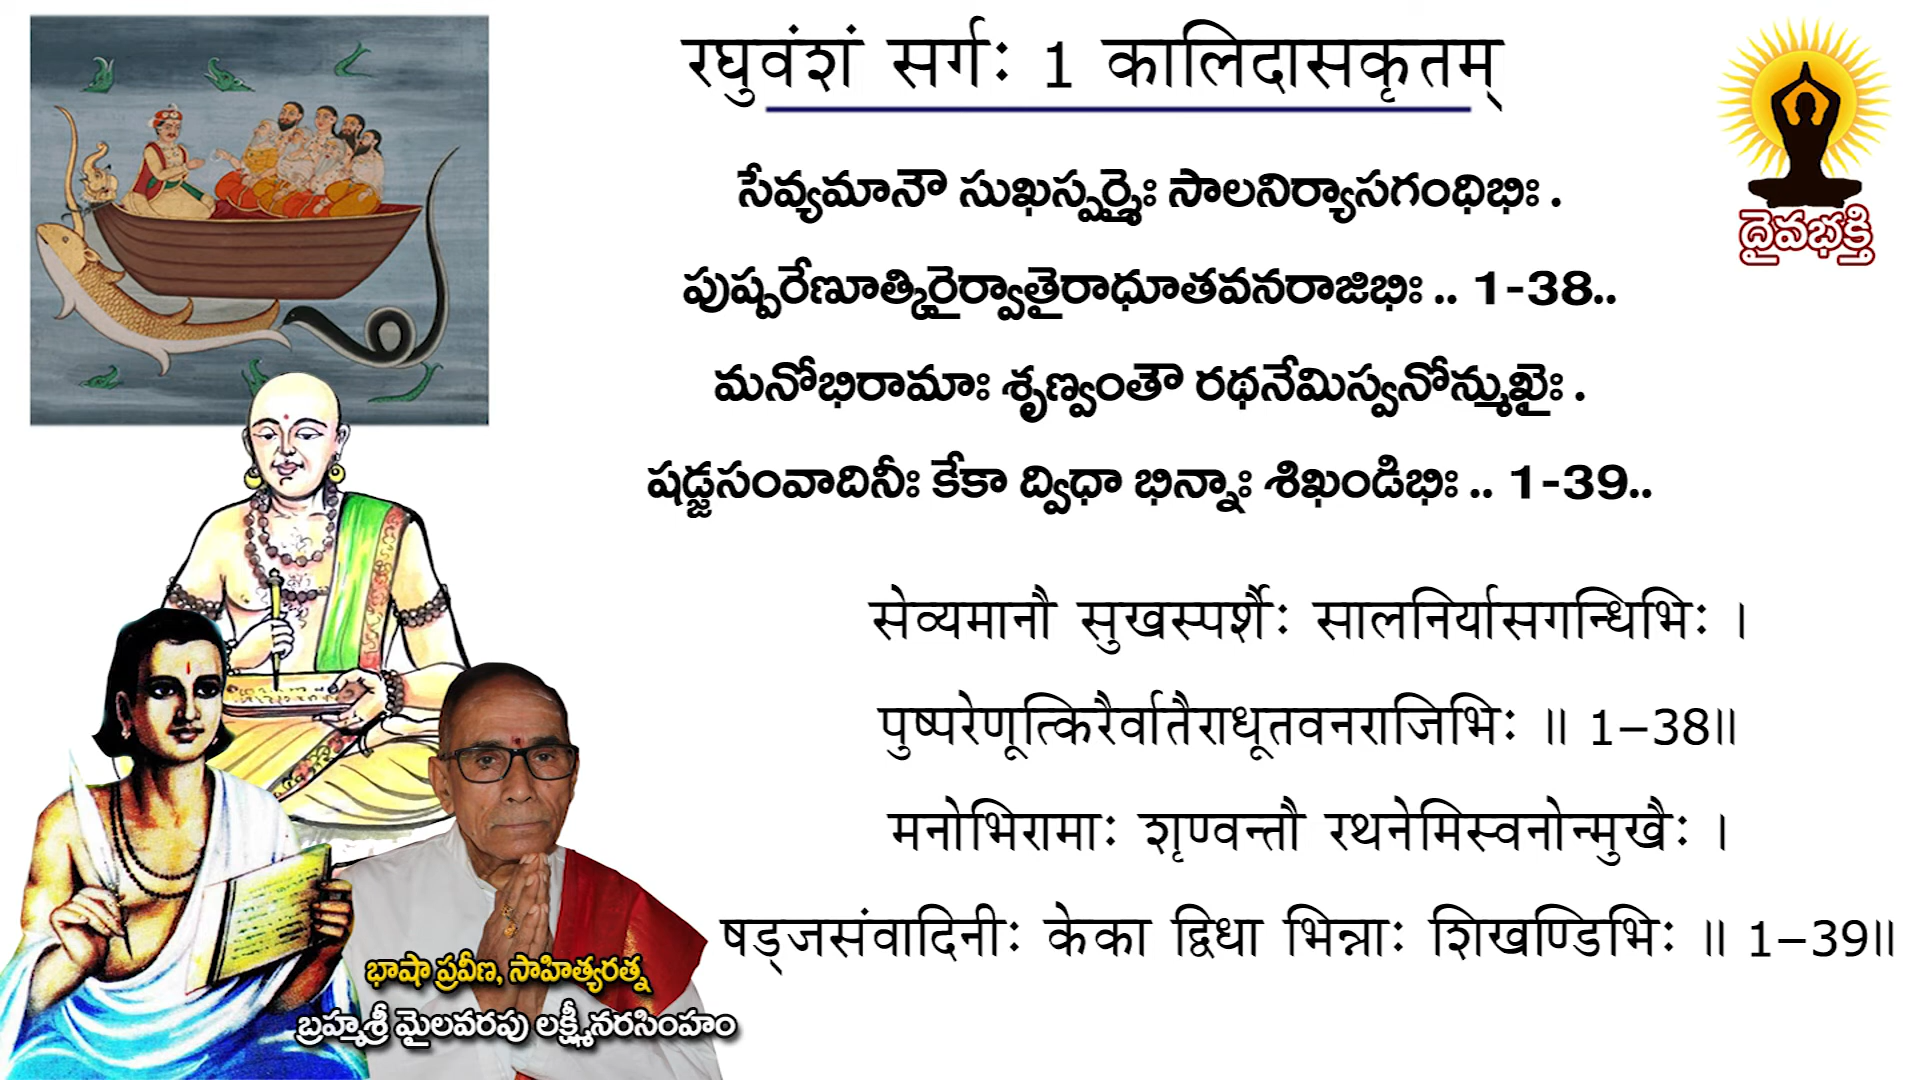 रघुवंशं सर्गः 1 कालिदासकृतम्
దైవభక్తి
సేవ్యమానౌ సుఖస్పర్శైః సాలనిర్యాసగంధిభిః .
పుష్పరేణూత్కిరైర్వాతైరాధూతవనరాజిభిః .. 1-38..
మనోభిరామాః శృణ్వంతౌ రథనేమిస్వనోన్ముఖైః .
షడ్జసంవాదినీః కేకా ద్విధా భిన్నాః శిఖండిభిః .. 1-39..
सेव्यमानौ सुखस्पर्शैः सालनिर्यासगन्धिभिः ।
पुष्परेणूत्किरैर्वातैराधूतवनराजिभिः ॥ 1–38॥
मनोभिरामाः शृण्वन्तौ रथनेमिस्वनोन्मुखैः ।
षड्जसंवादिनीः केका द्विधा भिन्नाः शिखण्डिभिः ॥ 1–39॥
భాషా ప్రవీణ, సాహిత్యరత్న
బ్రహ్మశ్రీ మైలవరపు లక్ష్మీనరసింహం